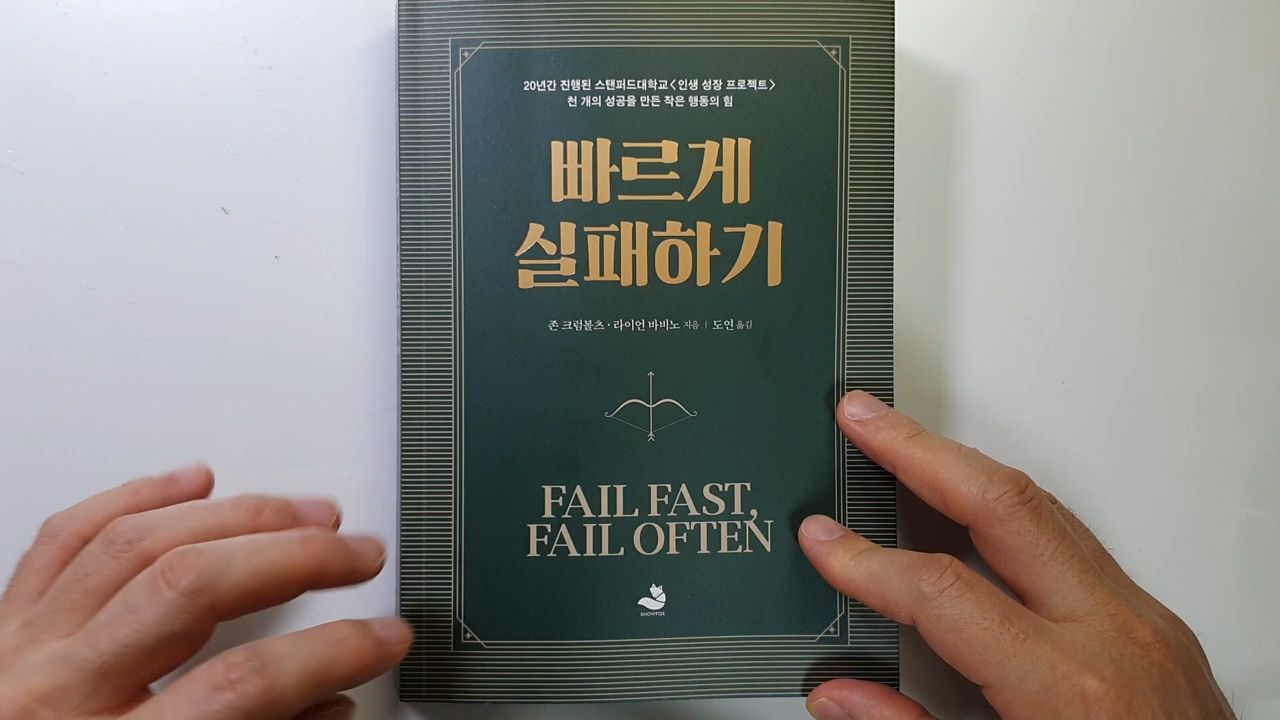 20년간 진행된 스탠퍼드대학교〈인생 성장 프로젝트〉
천 개의 성공을 만든 작은 행동의 힘
빠르게
실패하기
존 크럼볼츠·라이언 바비노 지음 | 도연 옮김
FAIL FAST,
FAIL OFTEN
SNOWFOX